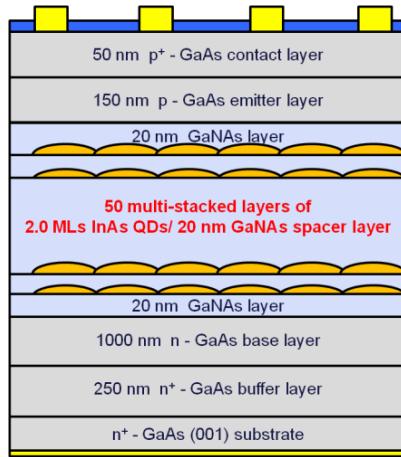 50 nm p⁺ - GaAs contact layer
150 nm p - GaAs emitter layer
20 nm GaNAs layer
50 multi-stacked layers of
2.0 MLs InAs QDs/ 20 nm GaNAs spacer layer
20 nm GaNAs layer
1000 nm n - GaAs base layer
250 nm n⁺ - GaAs buffer layer
n⁺ - GaAs (001) substrate